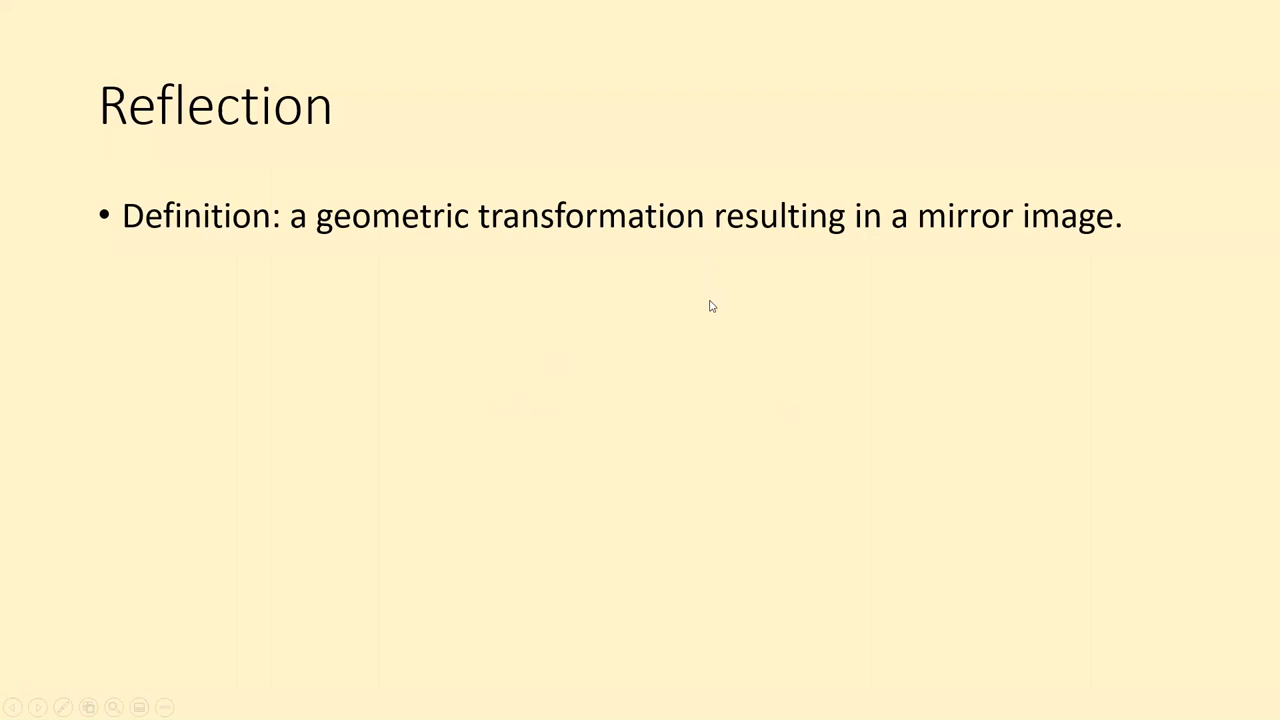 Reflection
• Definition: a geometric transformation resulting in a mirror image.